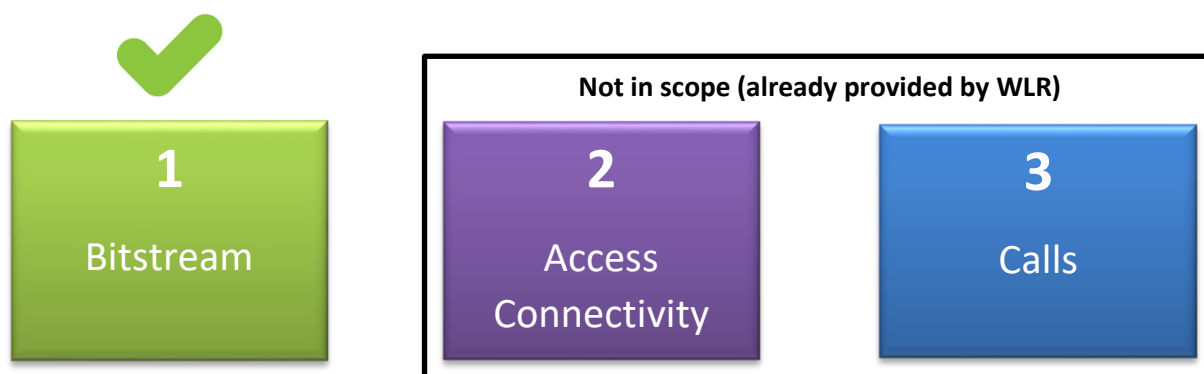 Not in scope (already provided by WLR)
1
Bitstream
2
Access
Connectivity
3
Calls